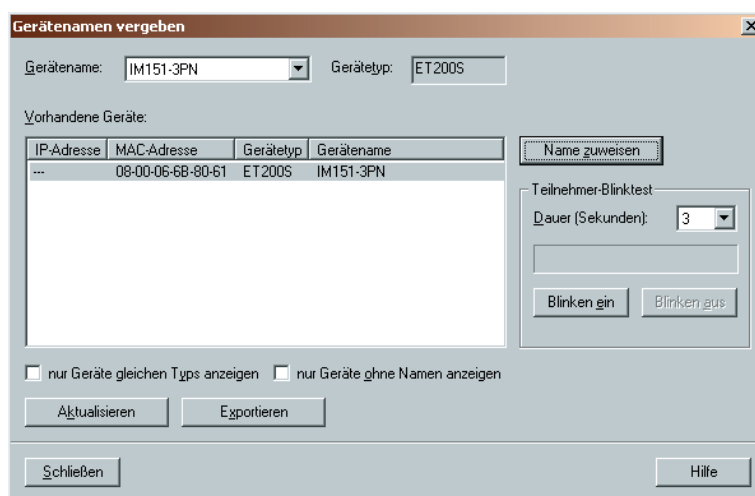 Gerätenamen vergeben
Gerätename: IM151-3PN Gerätetyp: ET200S
Vorhandene Geräte:
IP-Adresse MAC-Adresse Gerätetyp Gerätename
--- 08-00-06-6B-80-61 ET200S IM151-3PN
Name zuweisen
Teilnehmer-Blinktest
Dauer (Sekunden): 3
Blinken ein Blinken aus
nur Geräte gleichen Typs anzeigen nur Geräte ohne Namen anzeigen
Aktualisieren Exportieren
Schließen Hilfe